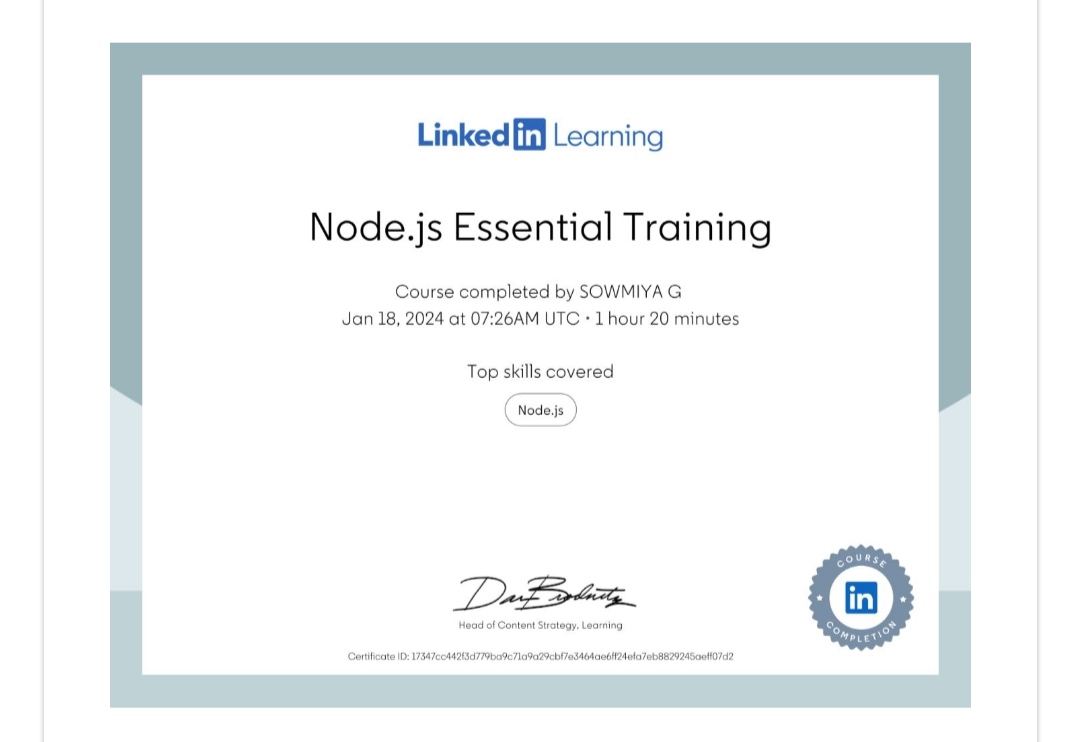 Linked in Learning
Node.js Essential Training
Course completed by SOWMIYA G
Jan 18, 2024 at 07:26AM UTC • 1 hour 20 minutes
Top skills covered
Node.js
Head of Content Strategy, Learning
COURSE
in
COMPLETION
Certificate ID: 17347cc442f3d779ba9c71a9a29cbf7e3464ae6ff24efa7eb8829245aeff07d2